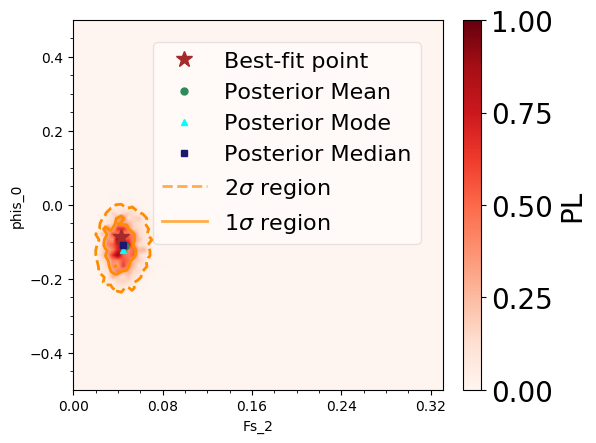 Best-fit point
Posterior Mean
Posterior Mode
Posterior Median
2σ region
1σ region
0.4
0.2
0.0
−0.2
−0.4
phis_0
0.00
0.08
0.16
0.24
0.32
Fs_2
1.00
0.75
0.50
0.25
0.00
PL